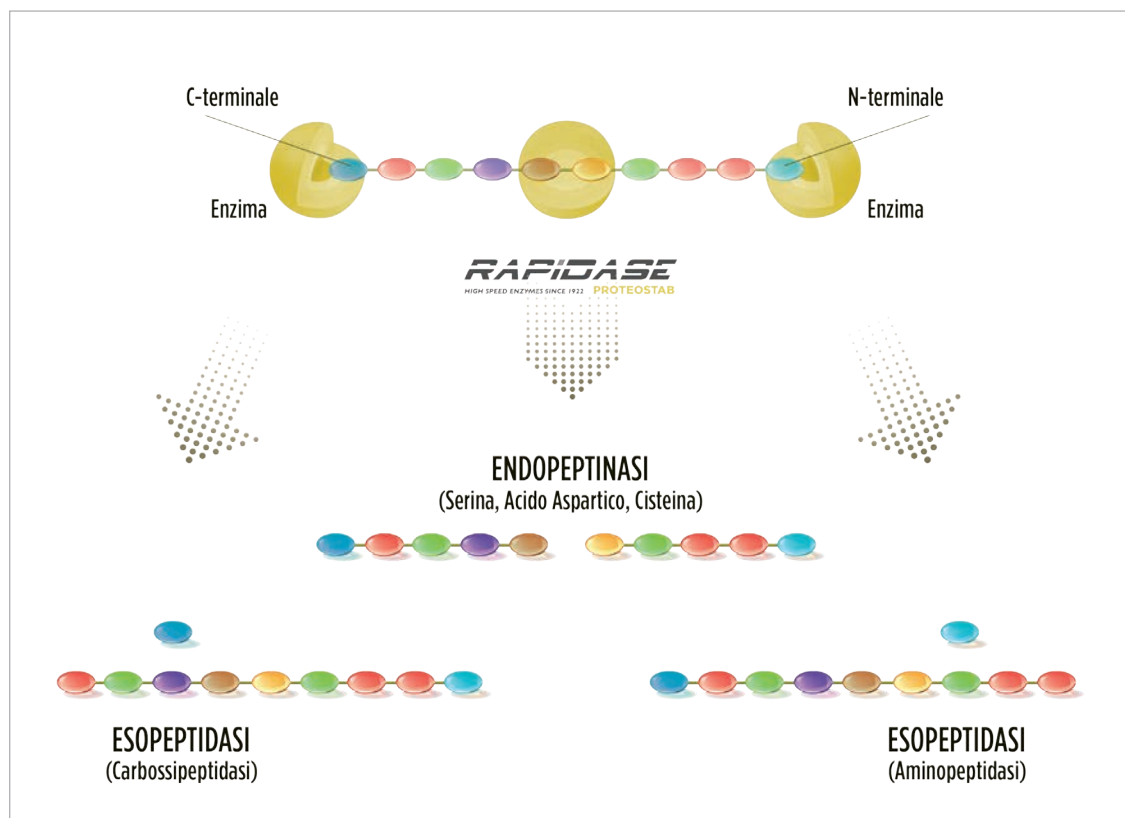 C-terminale
N-terminale
Enzima
Enzima
RAPIDASE
HIGH SPEED ENZYMES SINCE 1922 PROTEOSTAB
ENDOPEPTINASI
(Serina, Acido Aspartico, Cisteina)
ESOPEPTIDASI
(Carbossipeptidasi)
ESOPEPTIDASI
(Aminopeptidasi)